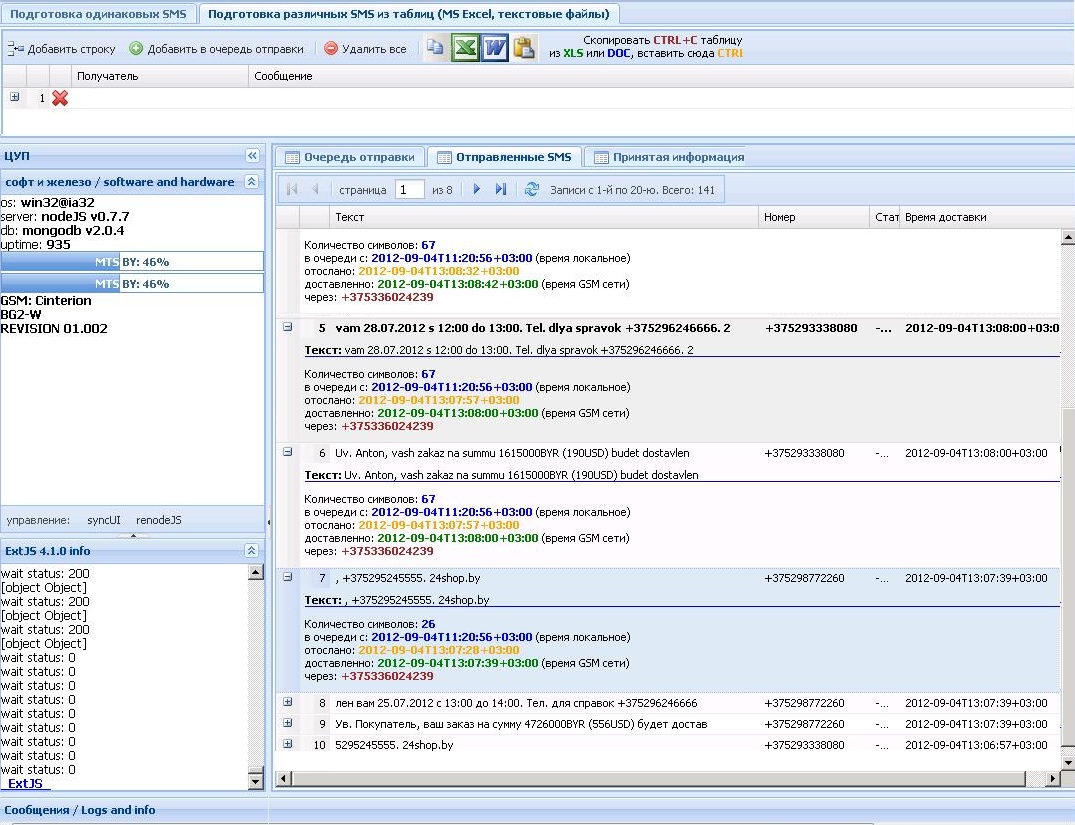 Подготовка одинаковых SMS
Подготовка различных SMS из таблиц (MS Excel, текстовые файлы)
Добавить строку
Добавить в очередь отправки
Удалить все
Скопировать CTRL+C таблицу
из XLS или DOC, вставить сюда CTRL
Получатель
Сообщение
1
ЦУП
софт и железо / software and hardware
os: win32@ia32
server: nodeJS v0.7.7
db: mongodb v2.0.4
uptime: 935
MTS BY: 46%
MTS BY: 46%
GSM: Cinterion
BG2-W
REVISION 01.002
управление: syncUI renodeJS
ExtJS 4.1.0 info
wait status: 200
[object Object]
wait status: 200
[object Object]
wait status: 200
[object Object]
wait status: 0
wait status: 0
wait status: 0
wait status: 0
wait status: 0
wait status: 0
wait status: 0
wait status: 0
wait status: 0
ExtJS
Очередь отправки
Отправленные SMS
Принятая информация
страница 1 из 8
Записи с 1-й по 20-ю. Всего: 141
Текст
Номер
Стат
Время доставки
Количество символов: 67
в очереди с: 2012-09-04T11:20:56+03:00 (время локальное)
отослано: 2012-09-04T13:08:32+03:00
доставленно: 2012-09-04T13:08:42+03:00 (время GSM сети)
через: +375336024239
5 vam 28.07.2012 s 12:00 do 13:00. Tel. dlya spravok +375296246666. 2 +375293338080 -... 2012-09-04T13:08:00+03:0
Текст: vam 28.07.2012 s 12:00 do 13:00. Tel. dlya spravok +375296246666. 2
Количество символов: 67
в очереди с: 2012-09-04T11:20:56+03:00 (время локальное)
отослано: 2012-09-04T13:07:57+03:00
доставленно: 2012-09-04T13:08:00+03:00 (время GSM сети)
через: +375336024239
6 Uv. Anton, vash zakaz na summu 1615000BYR (190USD) budet dostavlen +375293338080 -... 2012-09-04T13:08:00+03:00
Текст: Uv. Anton, vash zakaz na summu 1615000BYR (190USD) budet dostavlen
Количество символов: 67
в очереди с: 2012-09-04T11:20:56+03:00 (время локальное)
отослано: 2012-09-04T13:07:57+03:00
доставленно: 2012-09-04T13:08:00+03:00 (время GSM сети)
через: +375336024239
7 , +375295245555. 24shop.by +375298772260 -... 2012-09-04T13:07:39+03:00
Текст: , +375295245555. 24shop.by
Количество символов: 26
в очереди с: 2012-09-04T11:20:56+03:00 (время локальное)
отослано: 2012-09-04T13:07:28+03:00
доставленно: 2012-09-04T13:07:39+03:00 (время GSM сети)
через: +375336024239
8 лен вам 25.07.2012 с 13:00 до 14:00. Тел. для справок +375296246666 +375298772260 -... 2012-09-04T13:07:39+03:00
9 Ув. Покупатель, ваш заказ на сумму 4726000BYR (556USD) будет достав +375298772260 -... 2012-09-04T13:07:39+03:00
10 5295245555. 24shop.by +375293338080 -... 2012-09-04T13:06:57+03:00
Сообщения / Logs and info